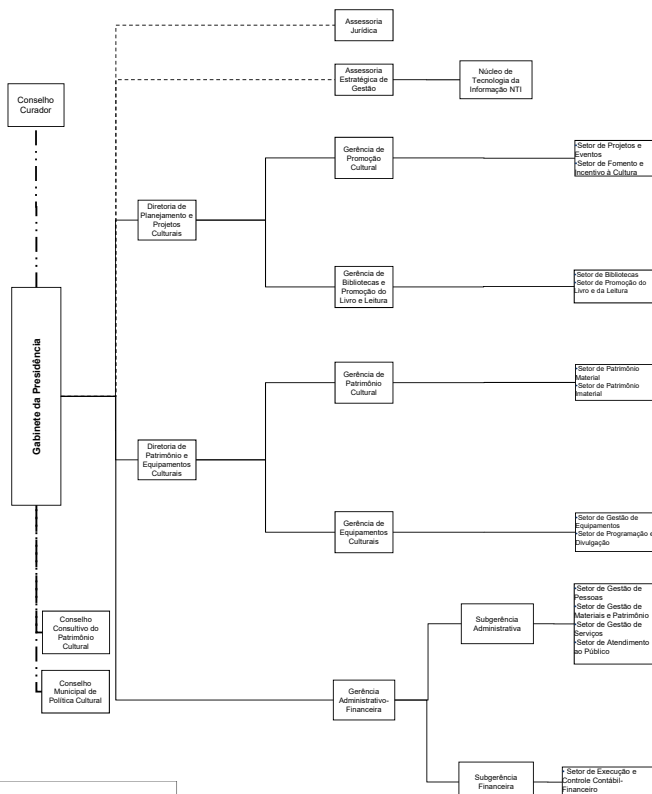 Assessoria
Jurídica
Assessoria
Estratégica de
Gestão
Núcleo de
Tecnologia da
Informação NTI
Conselho
Curador
Gerência de
Promoção
Cultural
•Setor de Projetos e
Eventos
•Setor de Fomento e
Incentivo à Cultura
Diretoria de
Planejamento e
Projetos
Culturais
Gerência de
Bibliotecas e
Promoção do
Livro e Leitura
•Setor de Bibliotecas
•Setor de Promoção do
Livro e da Leitura
Gabinete da Presidência
Gerência de
Patrimônio
Cultural
•Setor de Patrimônio
Material
•Setor de Patrimônio
Imaterial
Diretoria de
Patrimônio e
Equipamentos
Culturais
Gerência de
Equipamentos
Culturais
•Setor de Gestão de
Equipamentos
•Setor de Programação e
Divulgação
Conselho
Consultivo do
Patrimônio
Cultural
Subgerência
Administrativa
•Setor de Gestão de
Pessoas
•Setor de Gestão de
Materiais e Patrimônio
•Setor de Gestão de
Serviços
•Setor de Atendimento
ao Público
Conselho
Municipal de
Política Cultural
Gerência
Administrativo-
Financeira
Subgerência
Financeira
• Setor de Execução e
Controle Contábil-
Financeiro